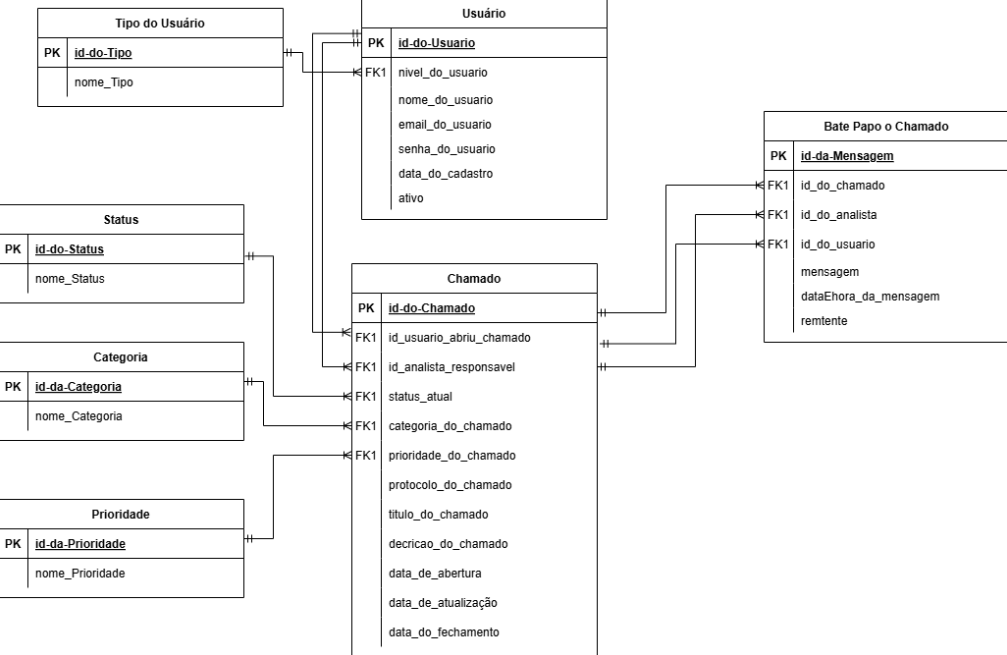 Tipo do Usuário
PK id-do-Tipo
nome_Tipo
Usuário
PK id-do-Usuario
FK1 nivel_do_usuario
nome_do_usuario
email_do_usuario
senha_do_usuario
data_do_cadastro
ativo
Bate Papo o Chamado
PK id-da-Mensagem
FK1 id_do_chamado
FK1 id_do_analista
FK1 id_do_usuario
mensagem
dataEhora_da_mensagem
remtente
Status
PK id-do-Status
nome_Status
Categoria
PK id-da-Categoria
nome_Categoria
Prioridade
PK id-da-Prioridade
nome_Prioridade
Chamado
PK id-do-Chamado
FK1 id_usuario_abriu_chamado
FK1 id_analista_responsavel
FK1 status_atual
FK1 categoria_do_chamado
FK1 prioridade_do_chamado
protocolo_do_chamado
titulo_do_chamado
decricao_do_chamado
data_de_abertura
data_de_atualização
data_do_fechamento